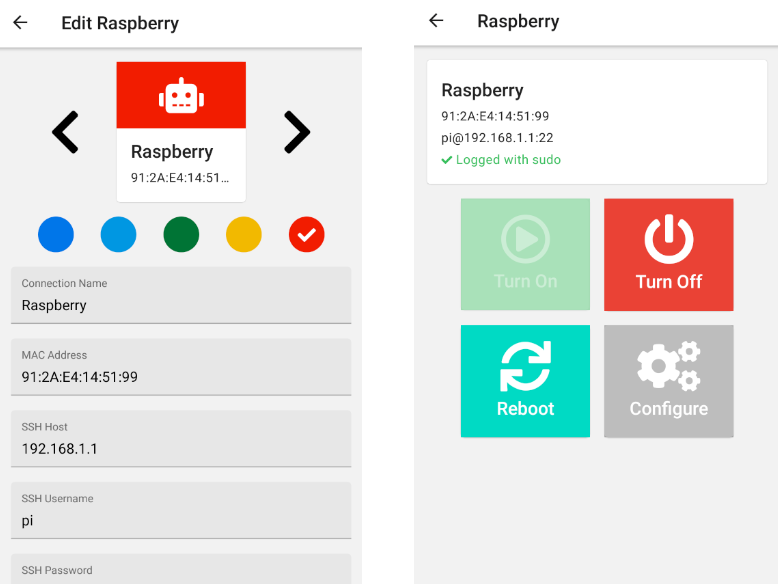 Edit Raspberry
Raspberry
91:2A:E4:14:51...
Connection Name
Raspberry
MAC Address
91:2A:E4:14:51:99
SSH Host
192.168.1.1
SSH Username
pi
SSH Password
Raspberry
Raspberry
91:2A:E4:14:51:99
pi@192.168.1.1:22
Logged with sudo
Turn On
Turn Off
Reboot
Configure